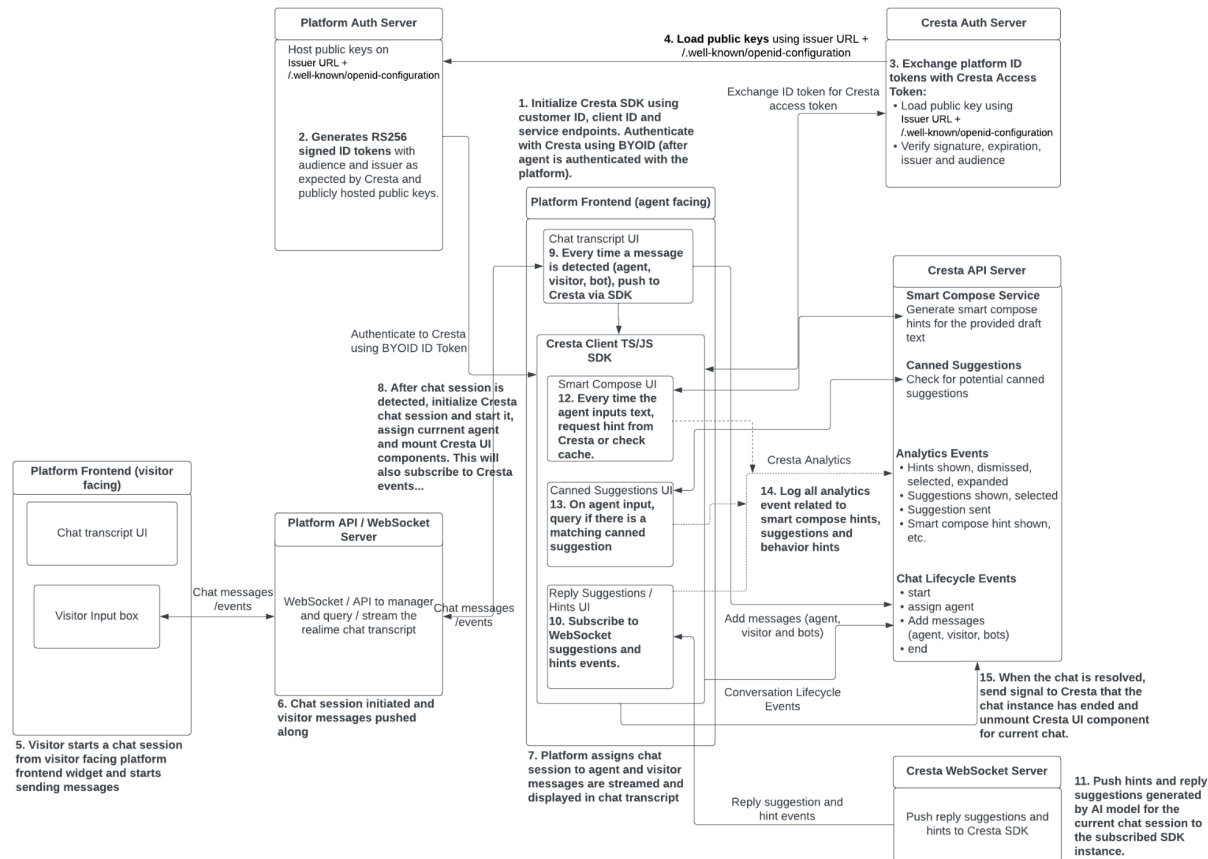 Platform Auth Server
Host public keys on
Issuer URL +
/.well-known/openid-configuration
2. Generates RS256
signed ID tokens with
audience and issuer as
expected by Cresta and
publicly hosted public keys.
4. Load public keys using issuer URL +
/.well-known/openid-configuration
Cresta Auth Server
3. Exchange platform ID
tokens with Cresta Access
Token:
• Load public key using
Issuer URL +
/.well-known/openid-configuration
• Verify signature, expiration,
issuer and audience
Exchange ID token for Cresta
access token
1. Initialize Cresta SDK using
customer ID, client ID and
service endpoints. Authenticate
with Cresta using BYOID (after
agent is authenticated with the
platform).
Platform Frontend (agent facing)
Chat transcript UI
9. Every time a message
is detected (agent,
visitor, bot), push to
Cresta via SDK
Cresta Client TS/JS
SDK
Smart Compose UI
12. Every time the
agent inputs text,
request hint from
Cresta or check
cache.
Canned Suggestions UI
13. On agent input,
query if there is a
matching canned
suggestion
Reply Suggestions /
Hints UI
10. Subscribe to
WebSocket
suggestions and
hints events.
Authenticate to Cresta
using BYOID ID Token
8. After chat session is
detected, initialize Cresta
chat session and start it,
assign currnent agent
and mount Cresta UI
components. This will
also subscribe to Cresta
events...
Cresta API Server
Smart Compose Service
Generate smart compose
hints for the provided draft
text
Canned Suggestions
Check for potential canned
suggestions
Analytics Events
• Hints shown, dismissed,
selected, expanded
• Suggestions shown, selected
• Suggestion sent
• Smart compose hint shown,
etc.
Chat Lifecycle Events
• start
• assign agent
• Add messages
(agent, visitor, bots)
• end
Cresta Analytics
14. Log all analytics
event related to
smart compose hints,
suggestions and
behavior hints
Add messages (agent,
visitor and bots)
Conversation Lifecycle
Events
15. When the chat is resolved,
send signal to Cresta that the
chat instance has ended and
unmount Cresta UI component
for current chat.
Platform Frontend (visitor
facing)
Chat transcript UI
Visitor Input box
5. Visitor starts a chat session
from visitor facing platform
frontend widget and starts
sending messages
Chat messages
/events
Platform API / WebSocket
Server
WebSocket / API to manager
and query / stream the
realime chat transcript
6. Chat session initiated and
visitor messages pushed
along
Chat messages
/events
7. Platform assigns chat
session to agent and visitor
messages are streamed and
displayed in chat transcript
Reply suggestion and
hint events
Cresta WebSocket Server
Push reply suggestions and
hints to Cresta SDK
11. Push hints and reply
suggestions generated
by AI model for the
current chat session to
the subscribed SDK
instance.